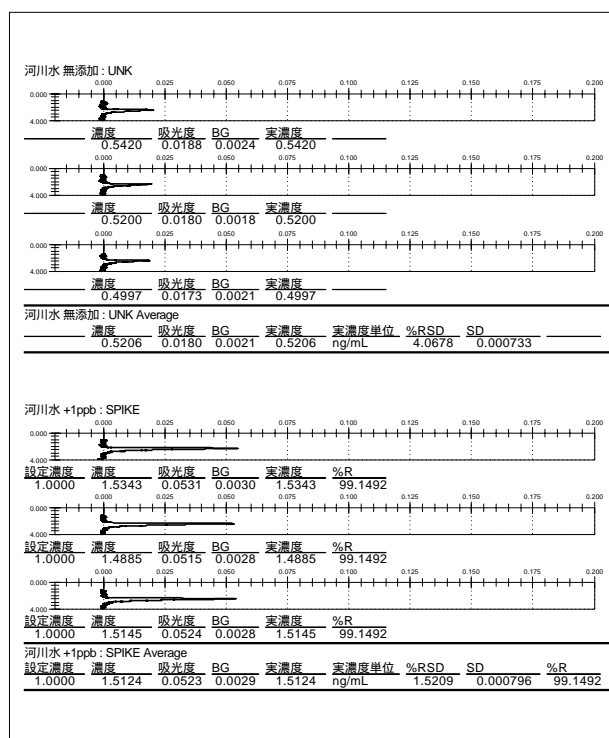 河川水 無添加 : UNK
0.000 0.025 0.050 0.075 0.100 0.125 0.150 0.175 0.200
0.000
4.000
濃度 吸光度 BG 実濃度
0.5420 0.0188 0.0024 0.5420
0.000 0.025 0.050 0.075 0.100 0.125 0.150 0.175 0.200
0.000
4.000
濃度 吸光度 BG 実濃度
0.5200 0.0180 0.0018 0.5200
0.000 0.025 0.050 0.075 0.100 0.125 0.150 0.175 0.200
0.000
4.000
濃度 吸光度 BG 実濃度
0.4997 0.0173 0.0021 0.4997
河川水 無添加 : UNK Average
濃度 吸光度 BG 実濃度 実濃度単位 %RSD SD
0.5206 0.0180 0.0021 0.5206 ng/mL 4.0678 0.000733
河川水 +1ppb : SPIKE
0.000 0.025 0.050 0.075 0.100 0.125 0.150 0.175 0.200
0.000
4.000
設定濃度 濃度 吸光度 BG 実濃度 %R
1.0000 1.5343 0.0531 0.0030 1.5343 99.1492
0.000 0.025 0.050 0.075 0.100 0.125 0.150 0.175 0.200
0.000
4.000
設定濃度 濃度 吸光度 BG 実濃度 %R
1.0000 1.4885 0.0515 0.0028 1.4885 99.1492
0.000 0.025 0.050 0.075 0.100 0.125 0.150 0.175 0.200
0.000
4.000
設定濃度 濃度 吸光度 BG 実濃度 %R
1.0000 1.5145 0.0524 0.0028 1.5145 99.1492
河川水 +1ppb : SPIKE Average
設定濃度 濃度 吸光度 BG 実濃度 実濃度単位 %RSD SD %R
1.0000 1.5124 0.0523 0.0029 1.5124 ng/mL 1.5209 0.000796 99.1492